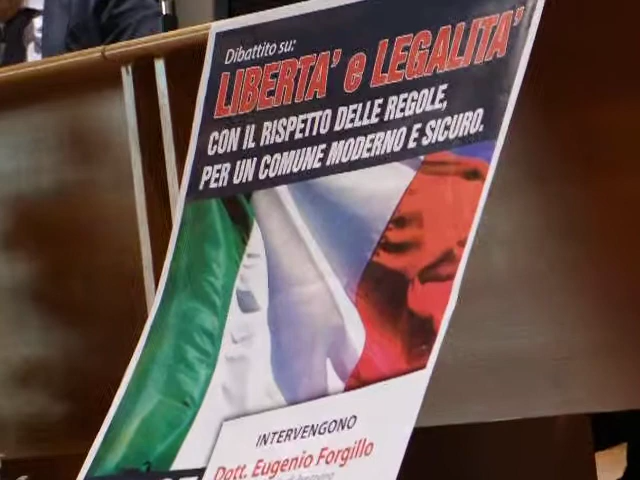 Dibattito su:
LIBERTA' e LEGALITA'
CON IL RISPETTO DELLE REGOLE,
PER UN COMUNE MODERNO E SICURO.
INTERVENGONO
Dott. Eugenio Forgillo